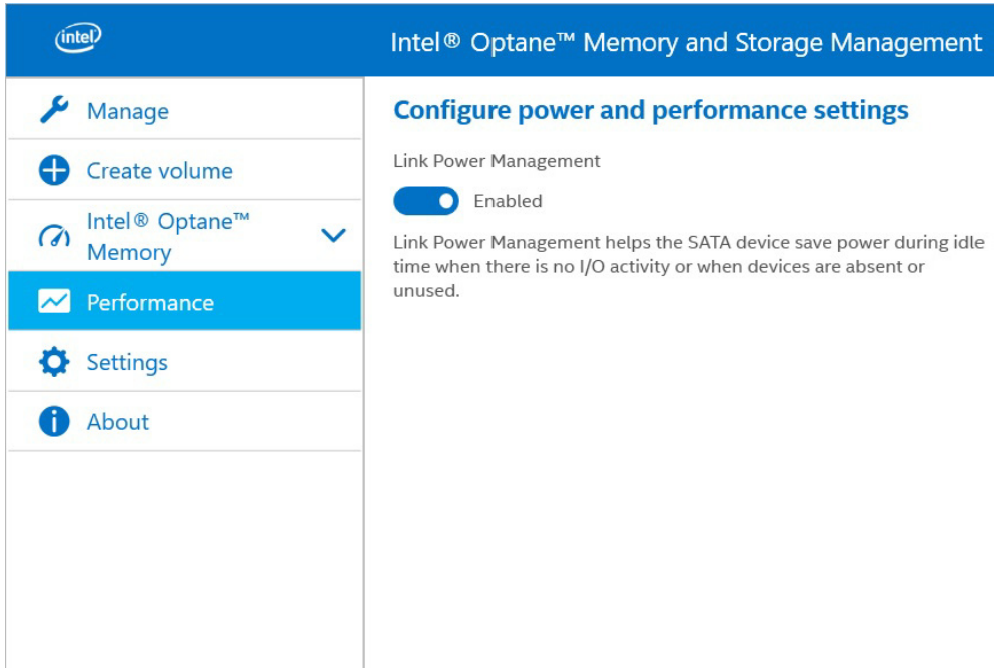 intel
Intel® Optane™ Memory and Storage Management
Manage
Create volume
Intel® Optane™
Memory
Performance
Settings
About
Configure power and performance settings
Link Power Management
Enabled
Link Power Management helps the SATA device save power during idle
time when there is no I/O activity or when devices are absent or
unused.